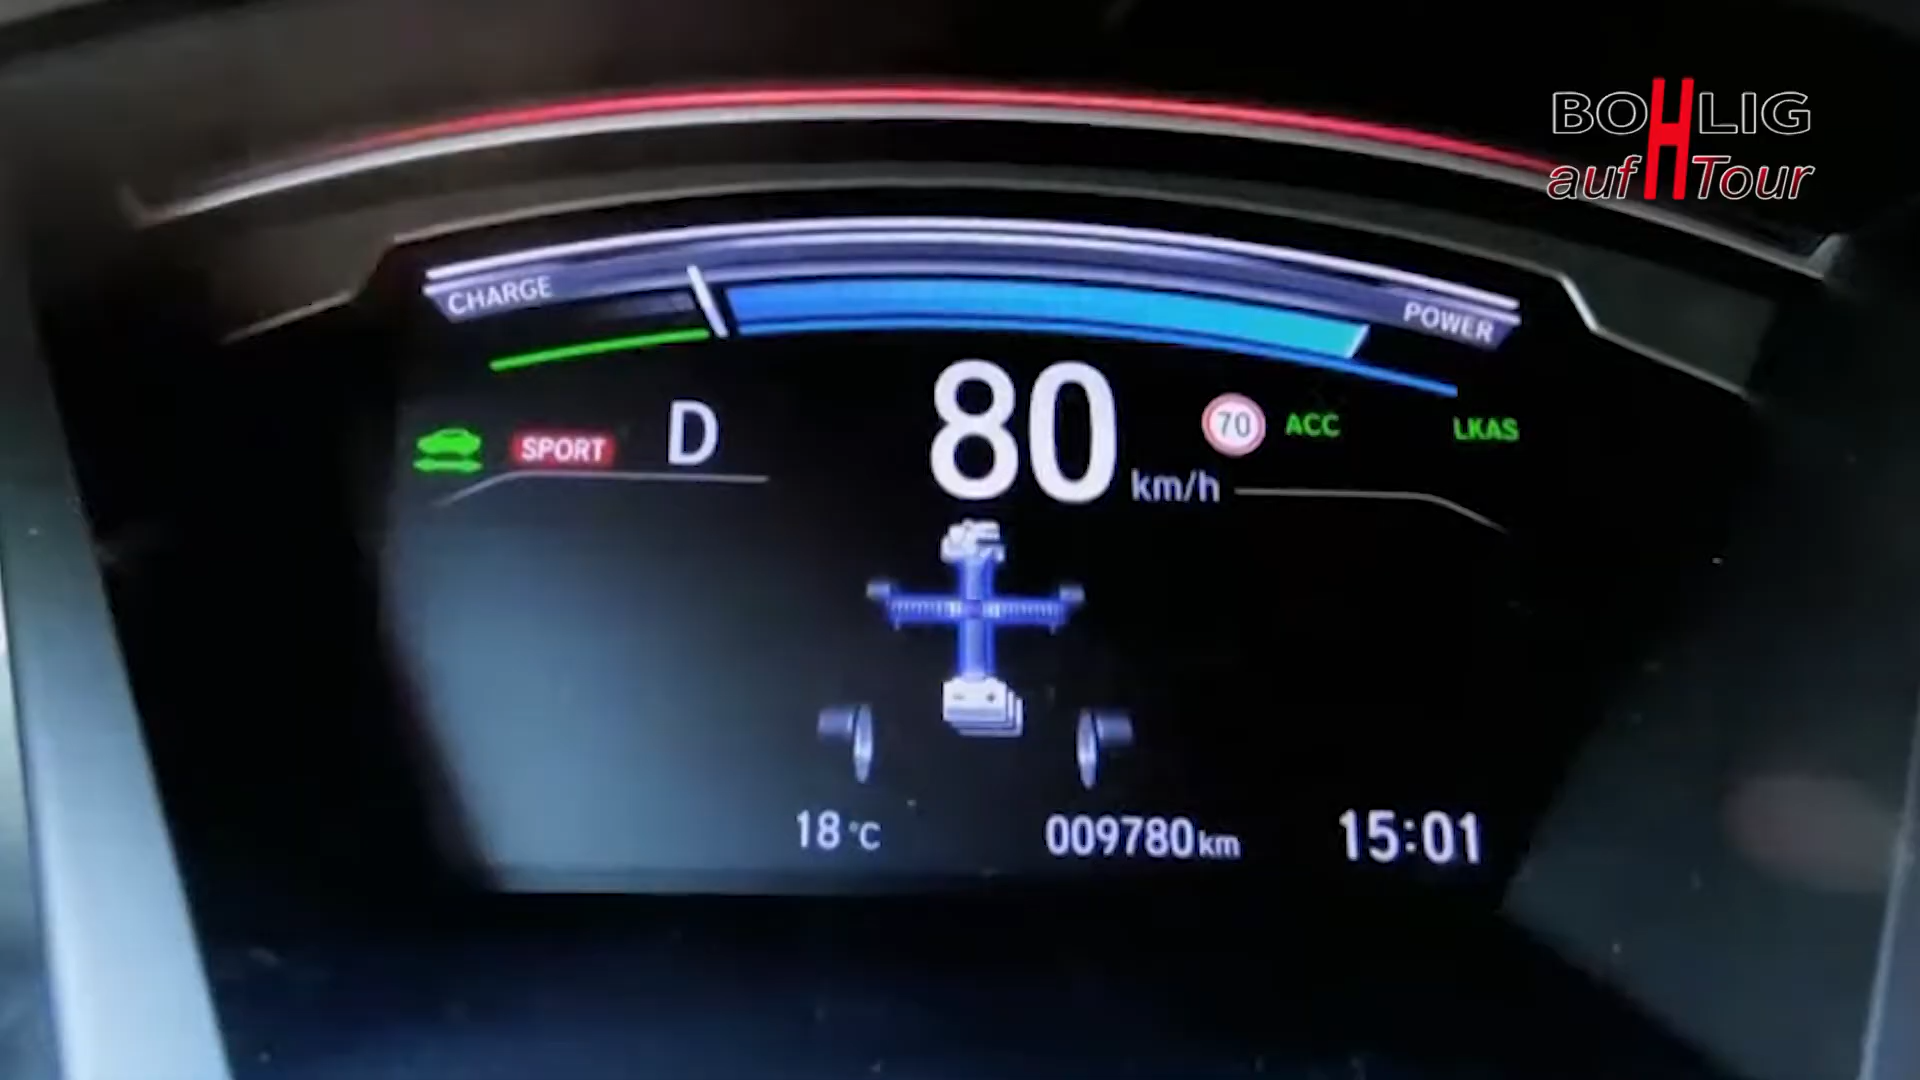 BOHLIG
auf Tour
CHARGE
POWER
SPORT
D
80
km/h
70
ACC
LKAS
18°C
009780km
15:01